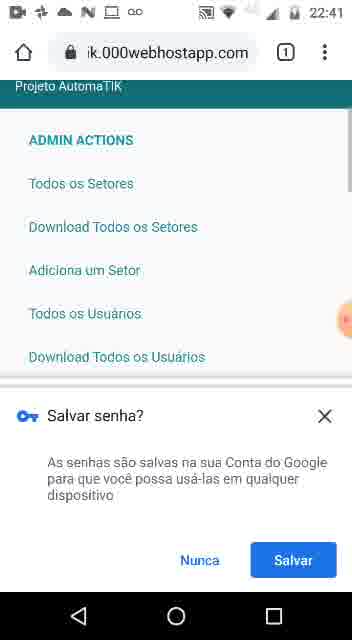 22:41
ik.000webhostapp.com
1
Projeto AutomaTIK
ADMIN ACTIONS
Todos os Setores
Download Todos os Setores
Adiciona um Setor
Todos os Usuários
Download Todos os Usuários
Salvar senha?
As senhas são salvas na sua Conta do Google
para que você possa usá-las em qualquer
dispositivo
Nunca
Salvar